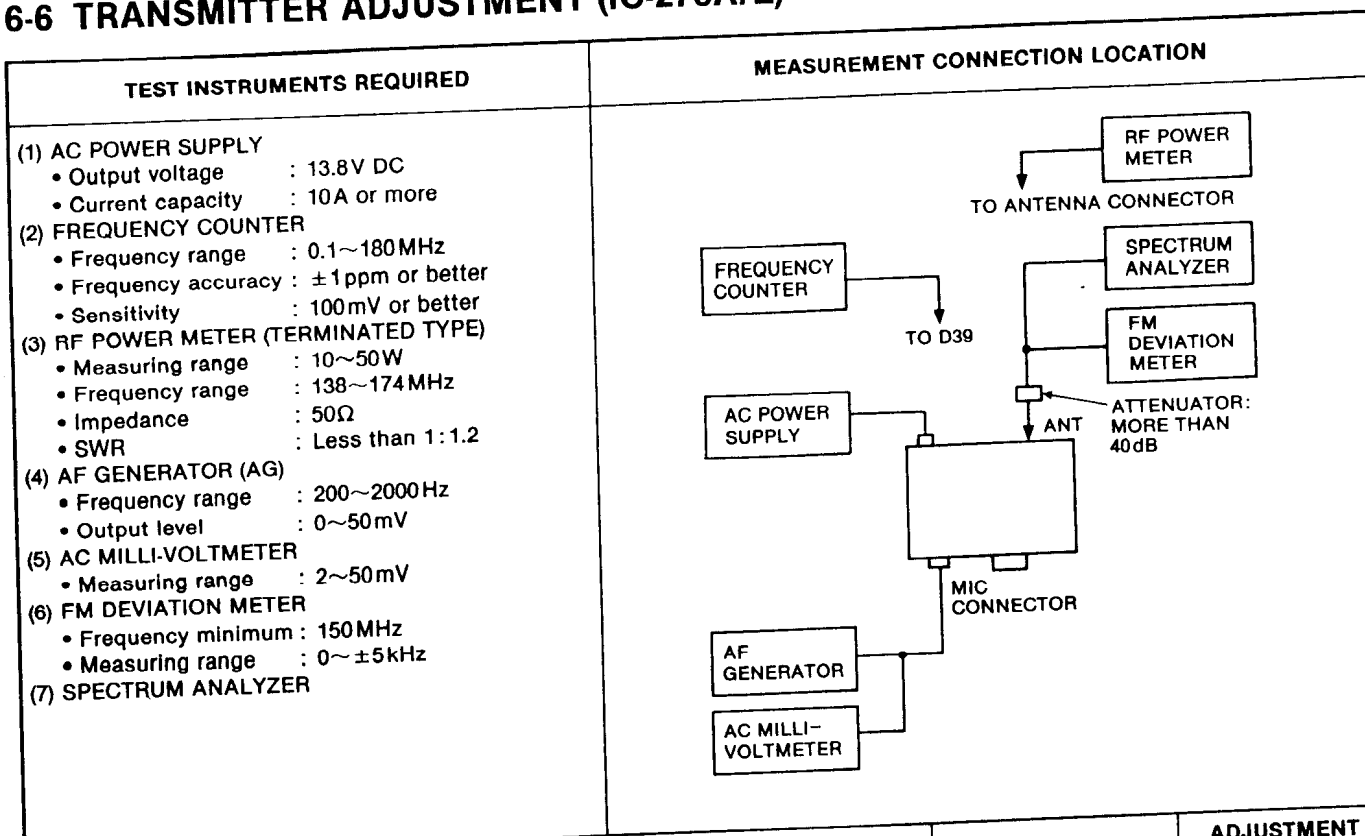 6-6 TRANSMITTER ADJUSTMENT
TEST INSTRUMENTS REQUIRED
MEASUREMENT CONNECTION LOCATION
(1) AC POWER SUPPLY
• Output voltage : 13.8V DC
• Current capacity : 10A or more
(2) FREQUENCY COUNTER
• Frequency range : 0.1~180MHz
• Frequency accuracy : ±1ppm or better
• Sensitivity : 100mV or better
(3) RF POWER METER (TERMINATED TYPE)
• Measuring range : 10~50W
• Frequency range : 138~174MHz
• Impedance : 50Ω
• SWR : Less than 1:1.2
(4) AF GENERATOR (AG)
• Frequency range : 200~2000Hz
• Output level : 0~50mV
(5) AC MILLI-VOLTMETER
• Measuring range : 2~50mV
(6) FM DEVIATION METER
• Frequency minimum : 150MHz
• Measuring range : 0~±5kHz
(7) SPECTRUM ANALYZER
RF POWER
METER
TO ANTENNA CONNECTOR
SPECTRUM
ANALYZER
FREQUENCY
COUNTER
TO D39
FM
DEVIATION
METER
AC POWER
SUPPLY
ANT
ATTENUATOR:
MORE THAN
40dB
MIC
CONNECTOR
AF
GENERATOR
AC MILLI-
VOLTMETER
ADJUSTMENT